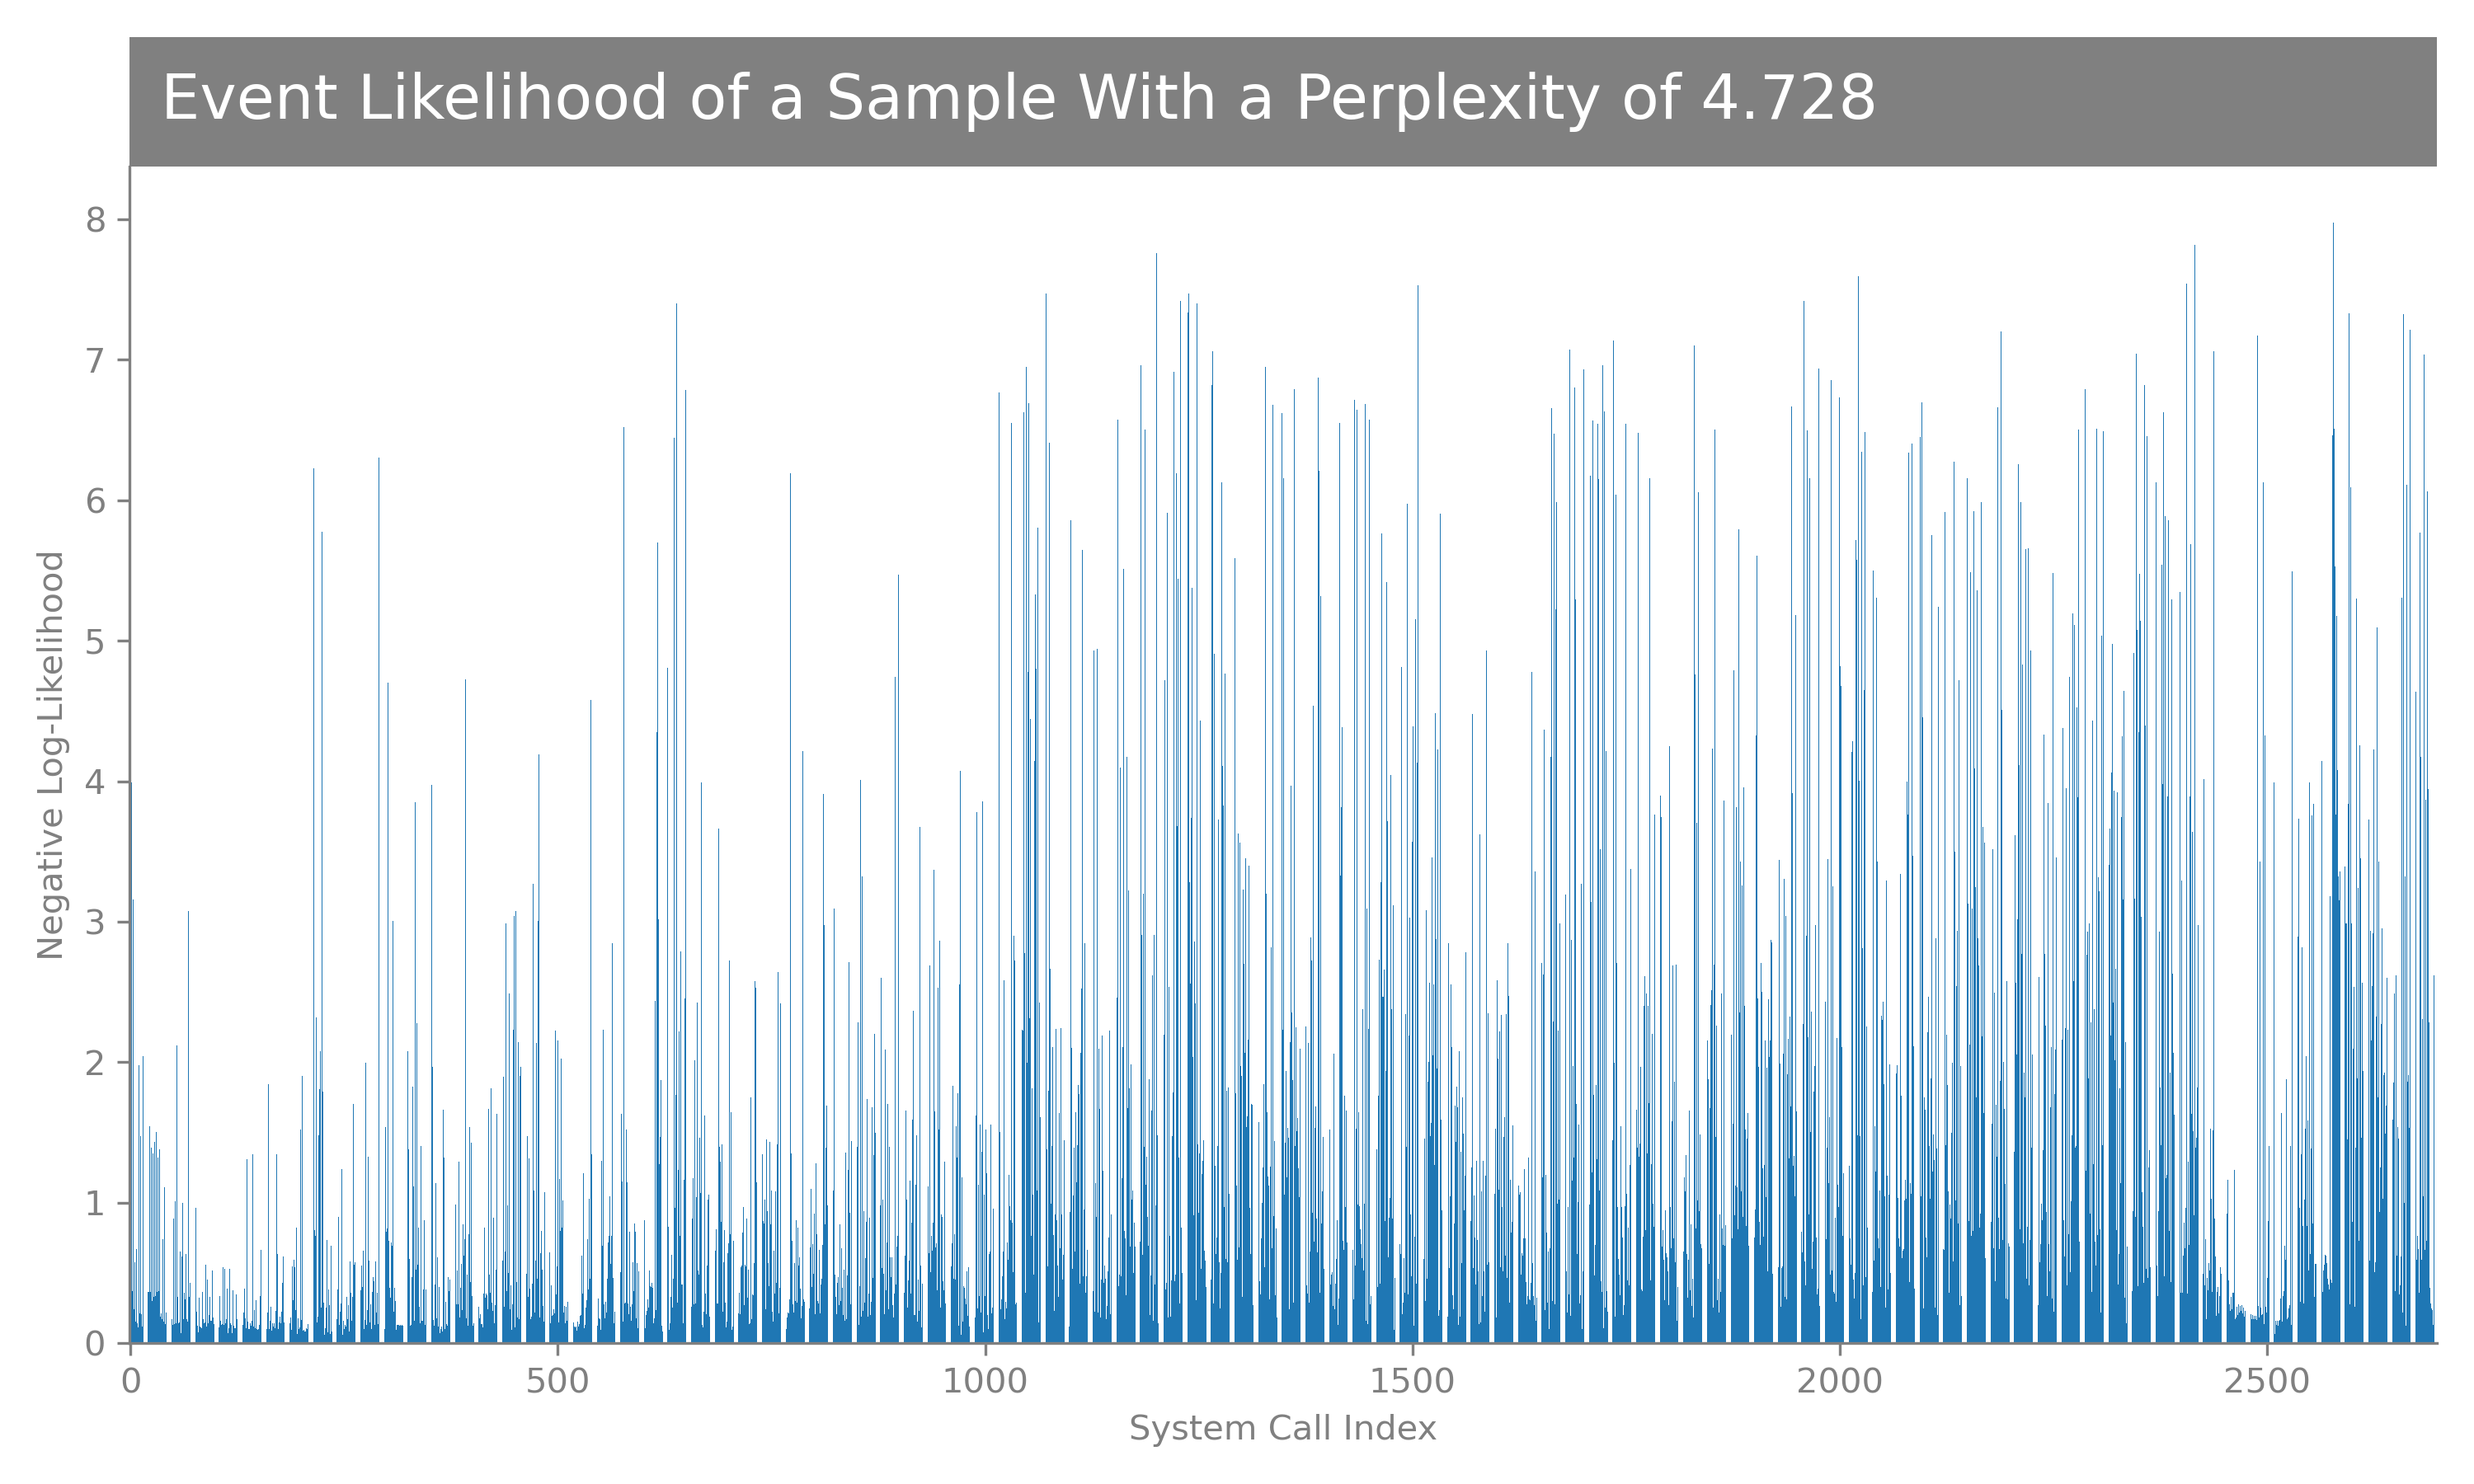 Event Likelihood of a Sample With a Perplexity of 4.728
8
7
6
5
4
3
2
1
0
Negative Log-Likelihood
0 500 1000 1500 2000 2500
System Call Index